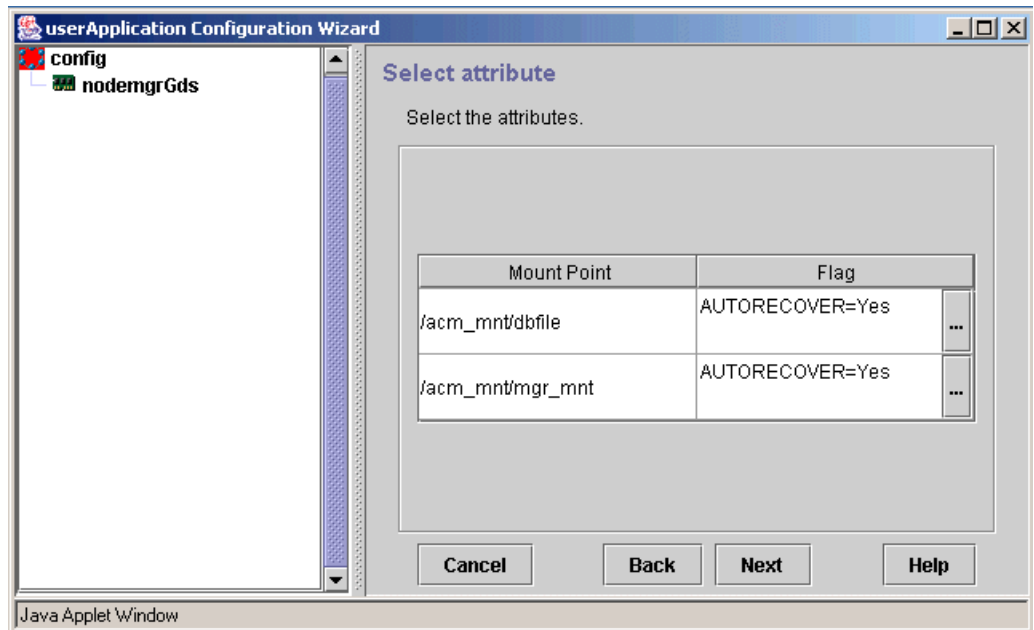 userApplication Configuration Wizard
config
nodemgrGds
Select attribute
Select the attributes.
Mount Point Flag
/acm_mnt/dbfile AUTORECOVER=Yes ...
/acm_mnt/mgr_mnt AUTORECOVER=Yes ...
Cancel Back Next Help
Java Applet Window